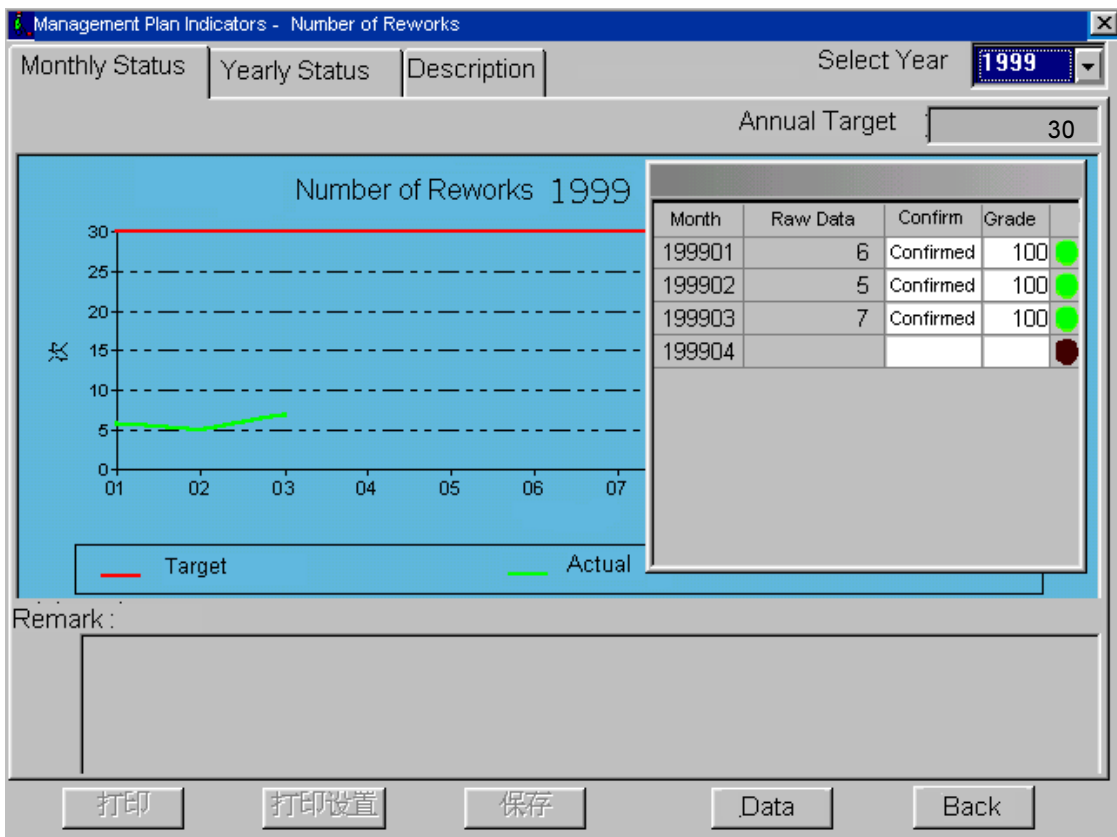 Management Plan Indicators - Number of Reworks
Monthly Status Yearly Status Description Select Year 1999
Annual Target : 30
Number of Reworks 1999
Month Raw Data Confirm Grade
199901 6 Confirmed 100
199902 5 Confirmed 100
199903 7 Confirmed 100
199904
30
25
20
15
10
5
0
次
01 02 03 04 05 06 07
Target Actual
Remark :
打印 打印设置 保存 Data Back